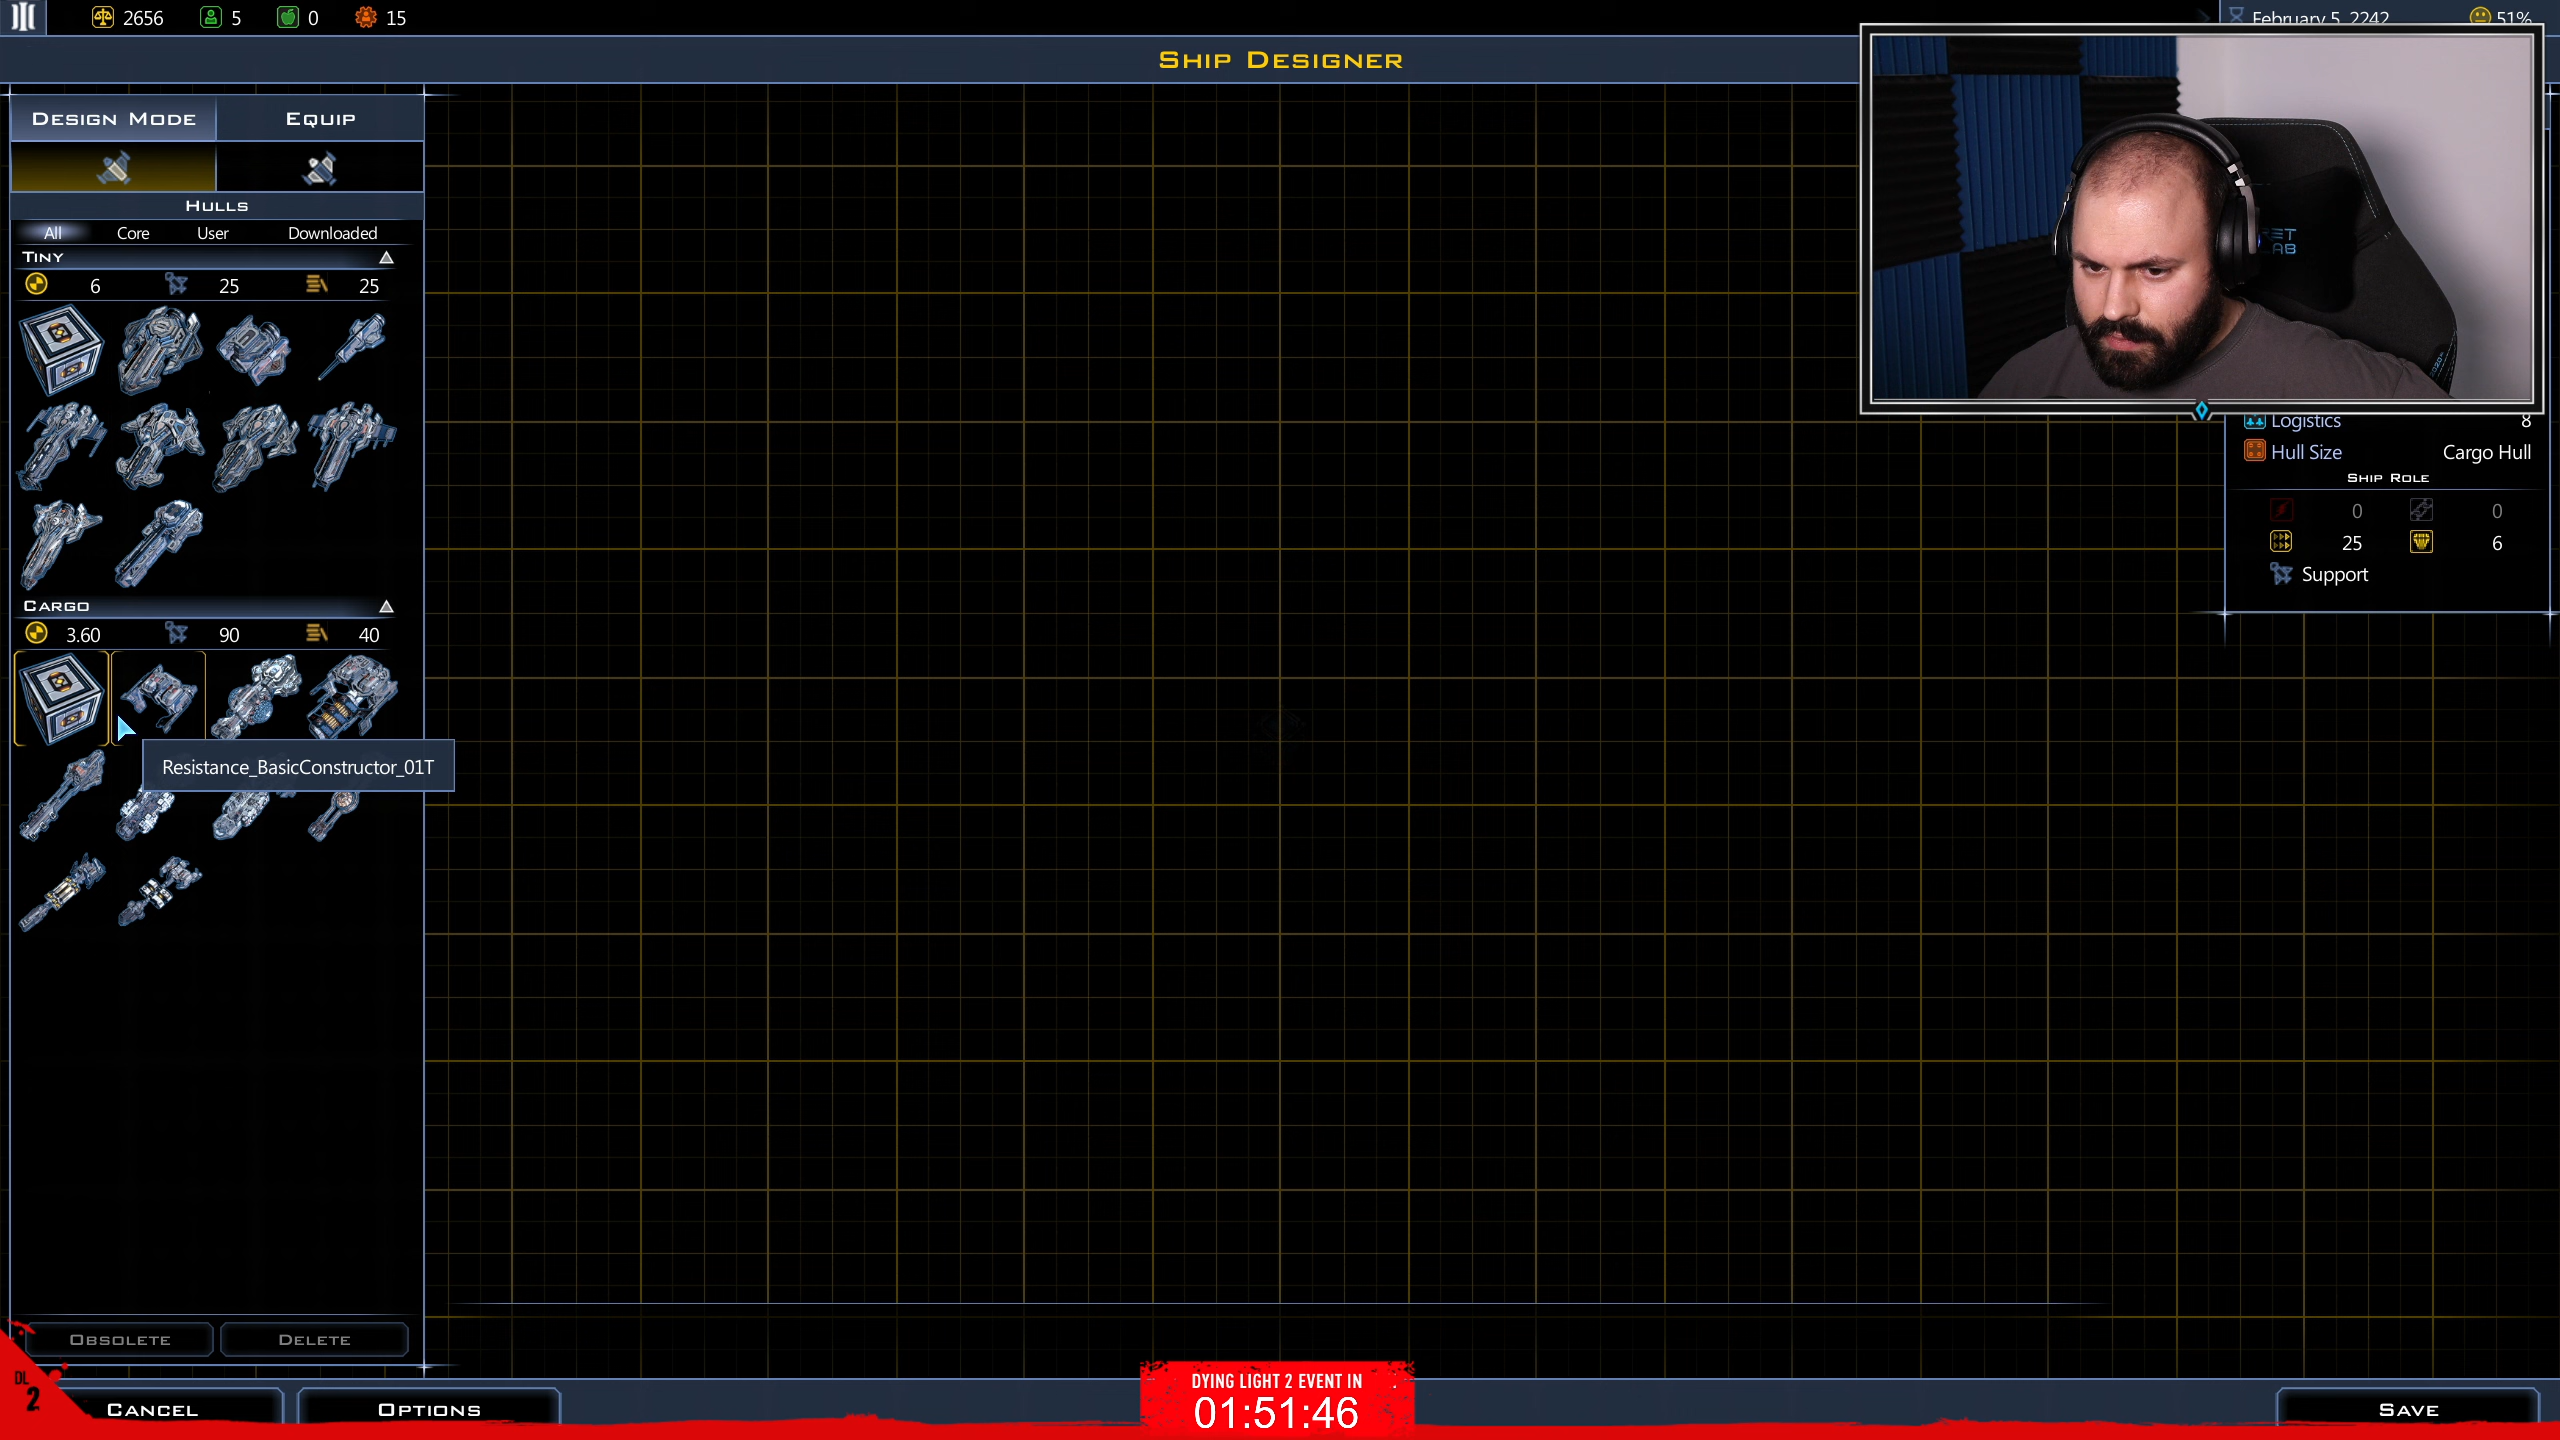 2656 5 0 15 February 5, 2242 51%
Ship Designer
Design Mode Equip
Hulls
All Core User Downloaded
Tiny
6 25 25
Cargo
3.60 90 40
Resistance_BasicConstructor_01T
Logistics 8
Hull Size Cargo Hull
Ship Role
0 0
25 6
Support
Obsolete Delete
Cancel Options Save
DL
2
DYING LIGHT 2 EVENT IN
01:51:46